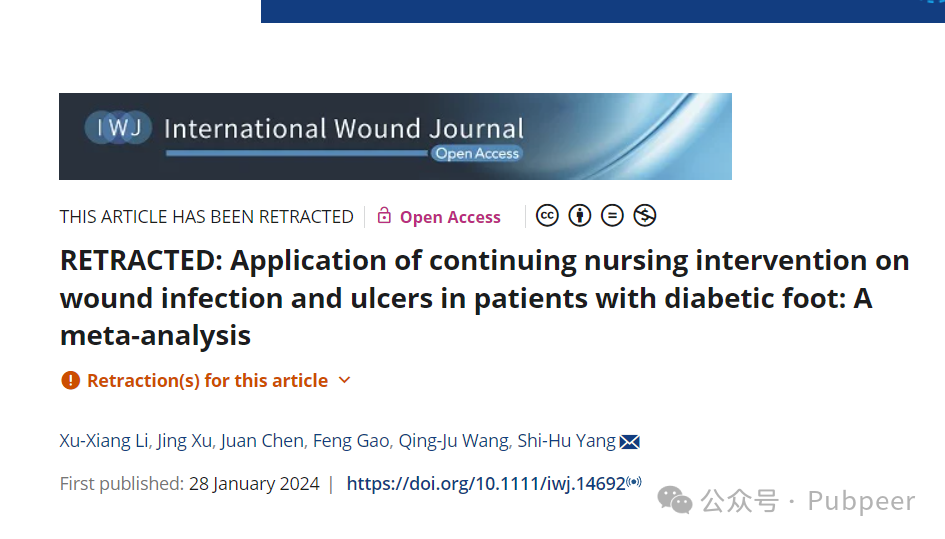 IWJ International Wound Journal
Open Access
THIS ARTICLE HAS BEEN RETRACTED Open Access
RETRACTED: Application of continuing nursing intervention on
wound infection and ulcers in patients with diabetic foot: A
meta-analysis
Retraction(s) for this article
Xu-Xiang Li, Jing Xu, Juan Chen, Feng Gao, Qing-Ju Wang, Shi-Hu Yang
First published: 28 January 2024 | https://doi.org/10.1111/iwj.14692
公众号 · Pubpeer